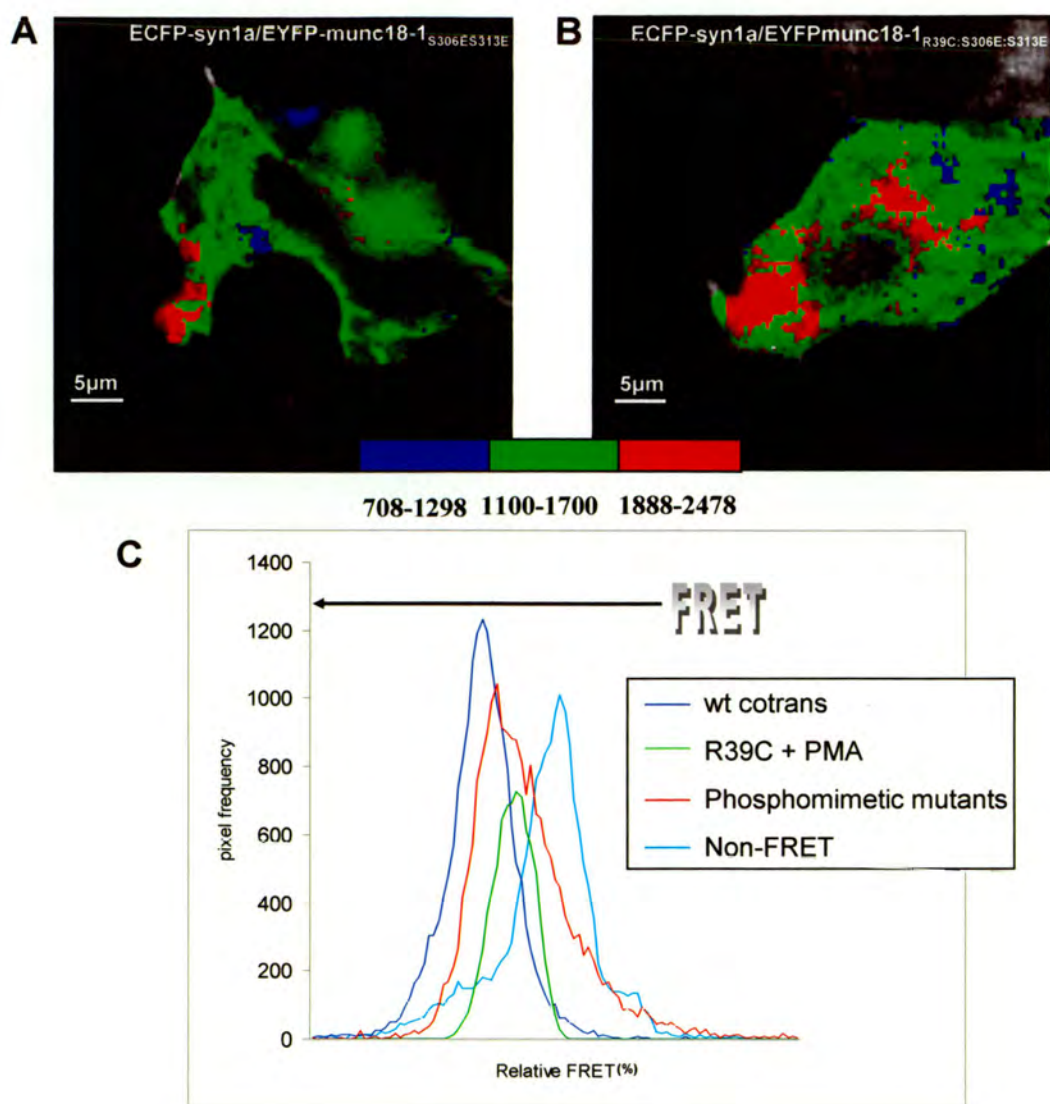 A
ECFP-syn1a/EYFP-munc18-1S306ES313E
5µm
B
ECFP-syn1a/EYFPmunc18-1R39C:S306E:S313E
5µm
708-1298 1100-1700 1888-2478
C
1400
1200
1000
800
600
400
200
0
pixel frequency
FRET
wt cotrans
R39C + PMA
Phosphomimetic mutants
Non-FRET
Relative FRET(%)